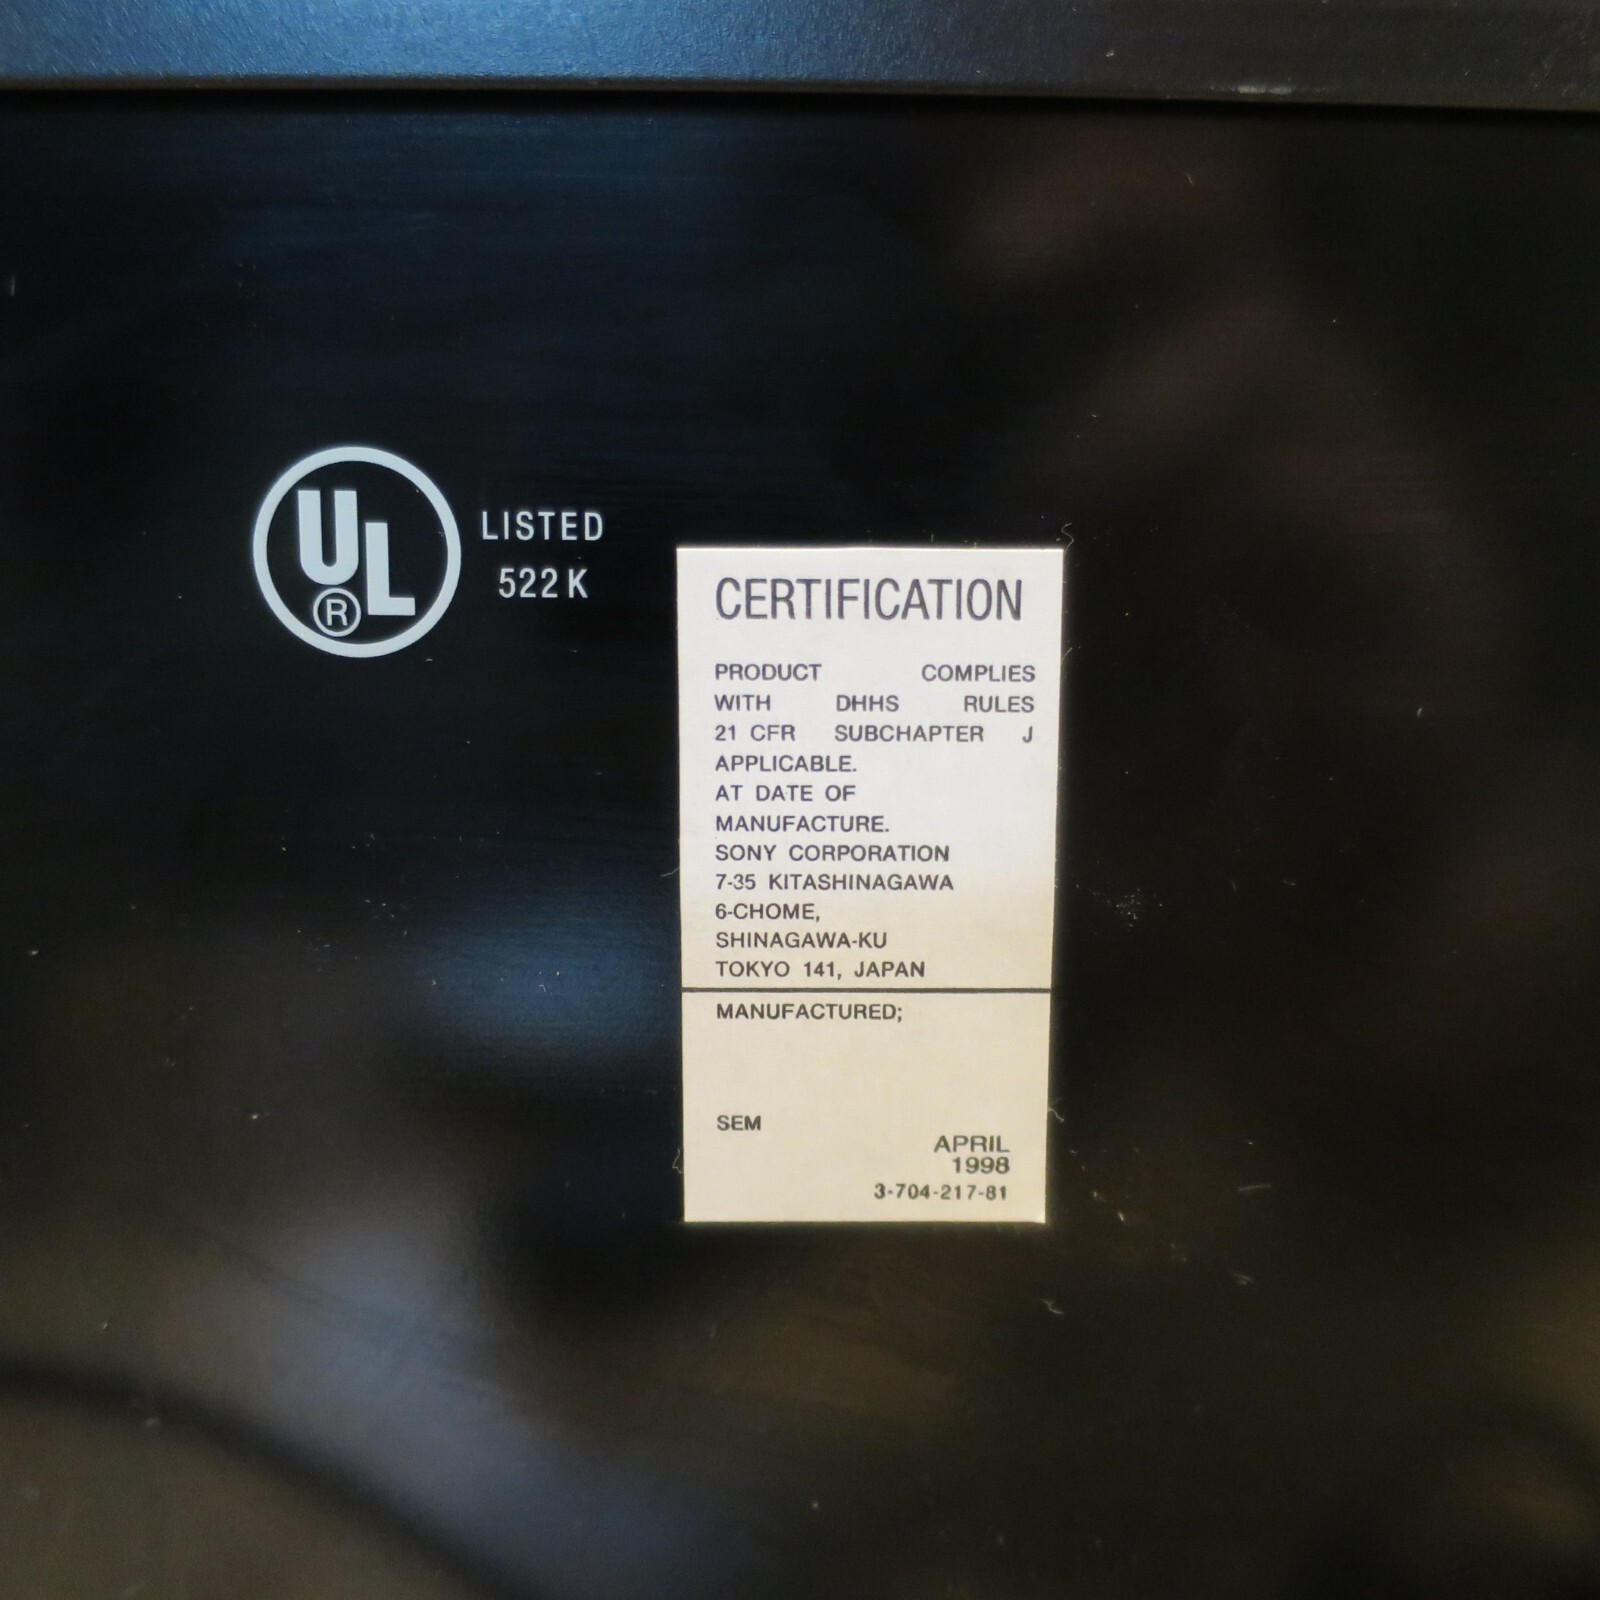 UL
®
LISTED
522K
CERTIFICATION
PRODUCT COMPLIES
WITH DHHS RULES
21 CFR SUBCHAPTER J
APPLICABLE.
AT DATE OF
MANUFACTURE.
SONY CORPORATION
7-35 KITASHINAGAWA
6-CHOME,
SHINAGAWA-KU
TOKYO 141, JAPAN
MANUFACTURED;
SEM
APRIL
1998
3-704-217-81